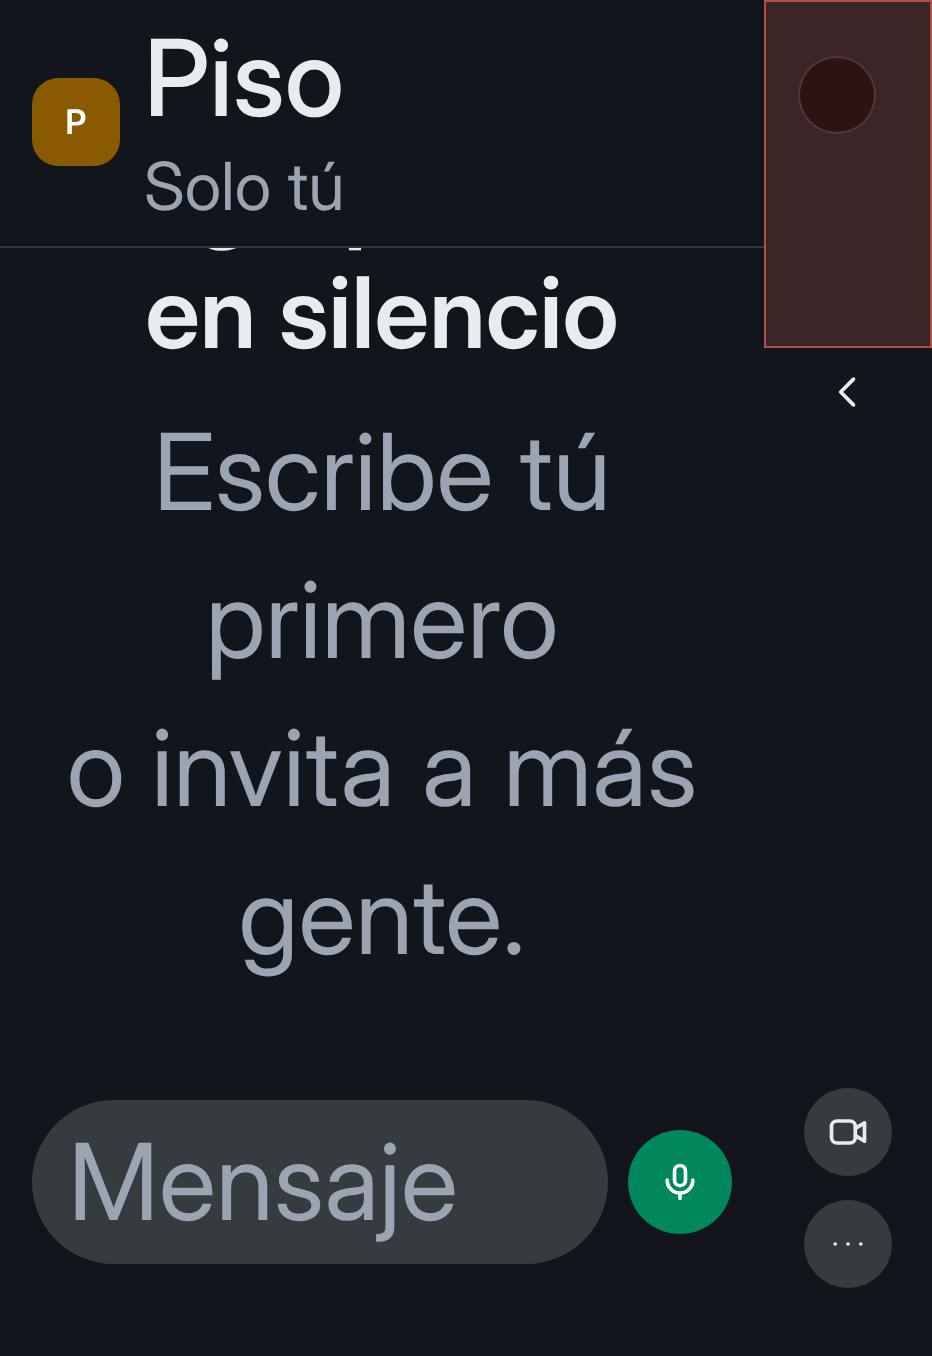 P
Piso
Solo tú
en silencio
Escribe tú
primero
o invita a más
gente.
Mensaje